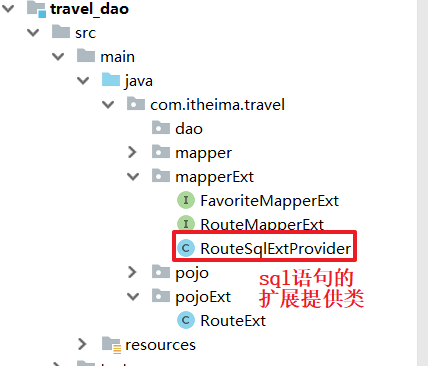 travel_dao
src
main
java
com.itheima.travel
dao
mapper
mapperExt
FavoriteMapperExt
RouteMapperExt
RouteSqlExtProvider
pojo
sql语句的
扩展提供类
pojoExt
RouteExt
resources